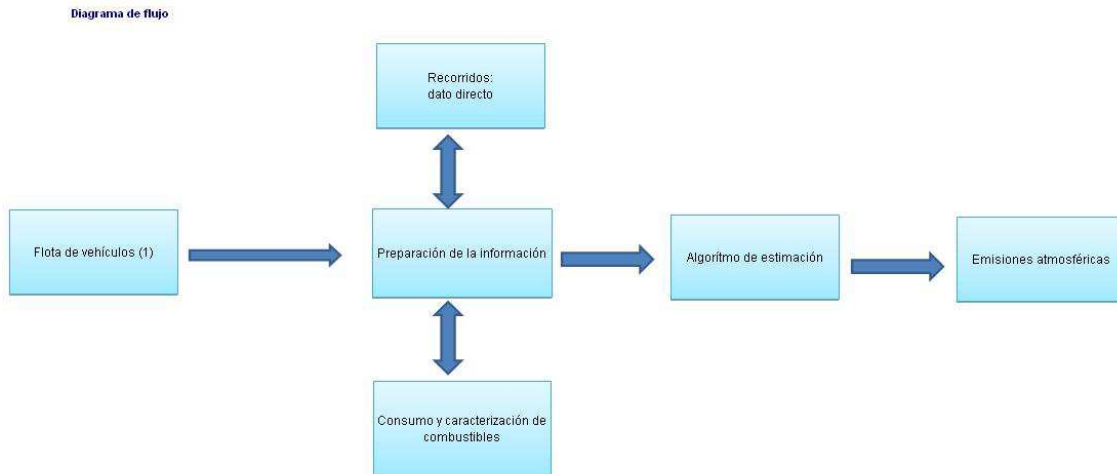 Diagrama de flujo
Recorridos:
dato directo
Flota de vehículos (1)
Preparación de la información
Algorítmo de estimación
Emisiones atmosféricas
Consumo y caracterización de
combustibles